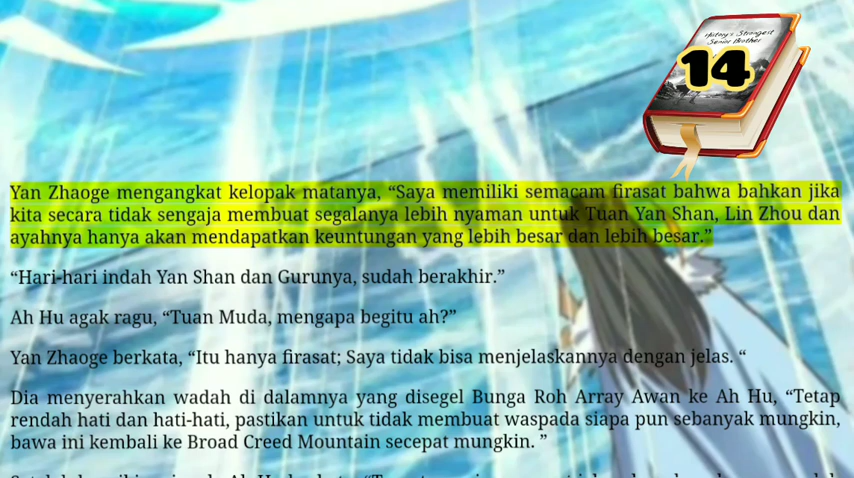 History's Strangest
Senior Brother
14
Yan Zhaoge mengangkat kelopak matanya, “Saya memiliki semacam firasat bahwa bahkan jika
kita secara tidak sengaja membuat segalanya lebih nyaman untuk Tuan Yan Shan, Lin Zhou dan
ayahnya hanya akan mendapatkan keuntungan yang lebih besar dan lebih besar.”
“Hari-hari indah Yan Shan dan Gurunya, sudah berakhir.”
Ah Hu agak ragu, “Tuan Muda, mengapa begitu ah?”
Yan Zhaoge berkata, “Itu hanya firasat; Saya tidak bisa menjelaskannya dengan jelas. “
Dia menyerahkan wadah di dalamnya yang disegel Bunga Roh Array Awan ke Ah Hu, “Tetap
rendah hati dan hati-hati, pastikan untuk tidak membuat waspada siapa pun sebanyak mungkin,
bawa ini kembali ke Broad Creed Mountain secepat mungkin. ”